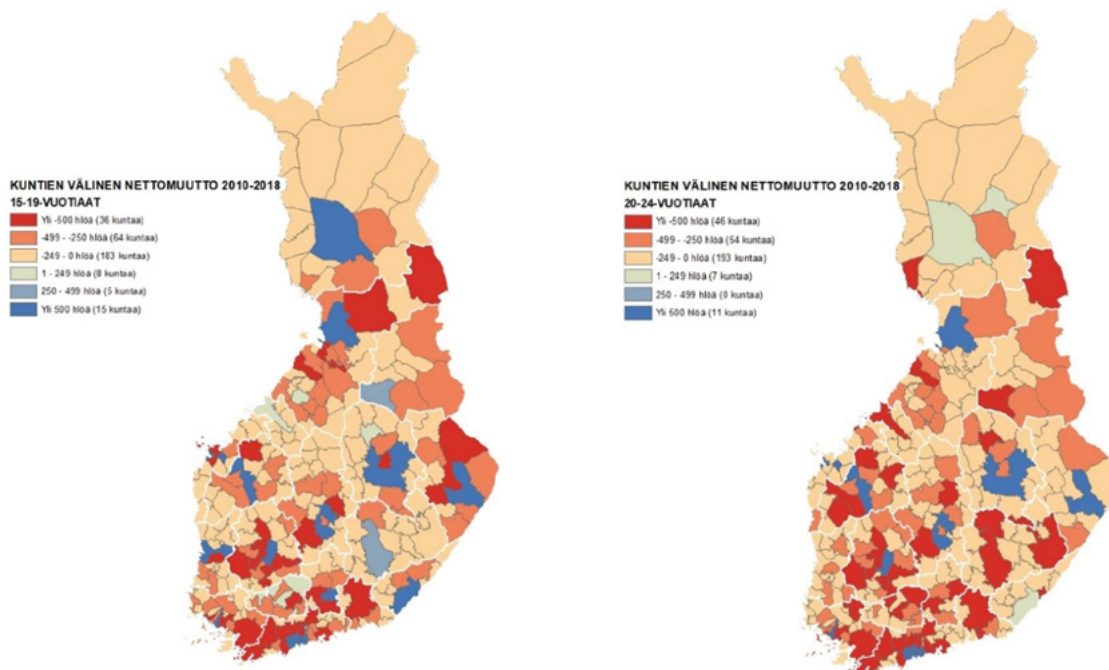 KUNTIEN VÄLINEN NETTOMUUTTO 2010-2018
15-19-VUOTIAAT
Yli -500 hlöä (36 kuntaa)
-499 - -250 hlöä (64 kuntaa)
-249 - 0 hlöä (183 kuntaa)
1 - 249 hlöä (8 kuntaa)
250 - 499 hlöä (5 kuntaa)
Yli 500 hlöä (15 kuntaa)
KUNTIEN VÄLINEN NETTOMUUTTO 2010-2018
20-24-VUOTIAAT
Yli -500 hlöä (46 kuntaa)
-499 - -250 hlöä (54 kuntaa)
-249 - 0 hlöä (193 kuntaa)
1 - 249 hlöä (7 kuntaa)
250 - 499 hlöä (0 kuntaa)
Yli 500 hlöä (11 kuntaa)